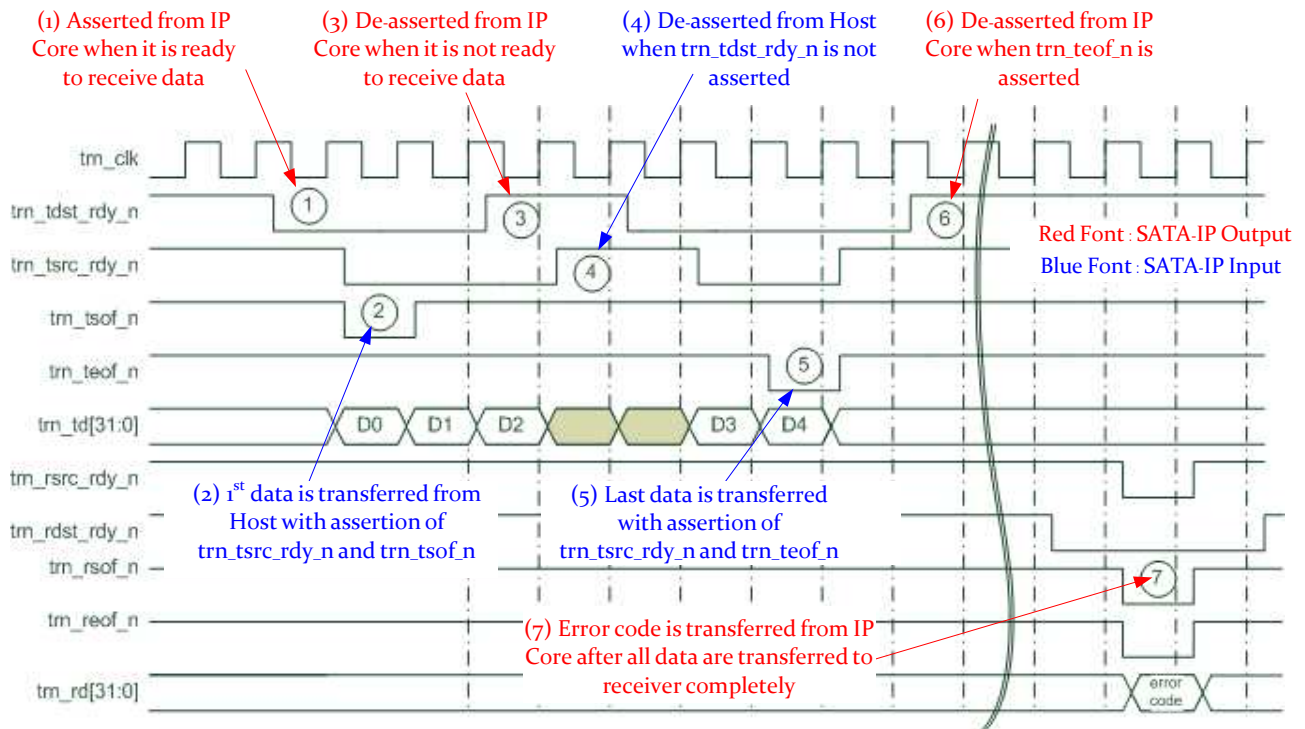 (1) Asserted from IP
Core when it is ready
to receive data
(3) De-asserted from IP
Core when it is not ready
to receive data
(4) De-asserted from Host
when trn_tdst_rdy_n is not
asserted
(6) De-asserted from IP
Core when trn_teof_n is
asserted
trn_clk
trn_tdst_rdy_n
1
3
6
Red Font : SATA-IP Output
Blue Font : SATA-IP Input
trn_tsrc_rdy_n
4
trn_tsof_n
2
trn_teof_n
5
trn_td[31:0]
D0
D1
D2
D3
D4
trn_rsrc_rdy_n
(2) 1st data is transferred from
Host with assertion of
trn_tsrc_rdy_n and trn_tsof_n
(5) Last data is transferred
with assertion of
trn_tsrc_rdy_n and trn_teof_n
trn_rdst_rdy_n
trn_rsof_n
7
trn_reof_n
(7) Error code is transferred from IP
Core after all data are transferred to
receiver completely
trn_rd[31:0]
error
code